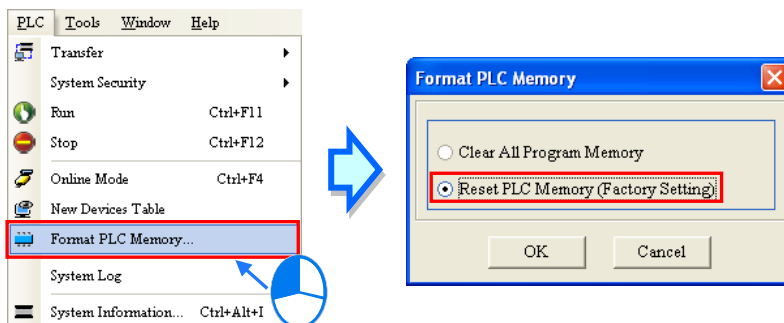 PLC Tools Window Help
Transfer
System Security
Run Ctrl+F11
Stop Ctrl+F12
Online Mode Ctrl+F4
New Devices Table
Format PLC Memory...
System Log
System Information... Ctrl+Alt+I
Format PLC Memory
Clear All Program Memory
Reset PLC Memory (Factory Setting)
OK Cancel